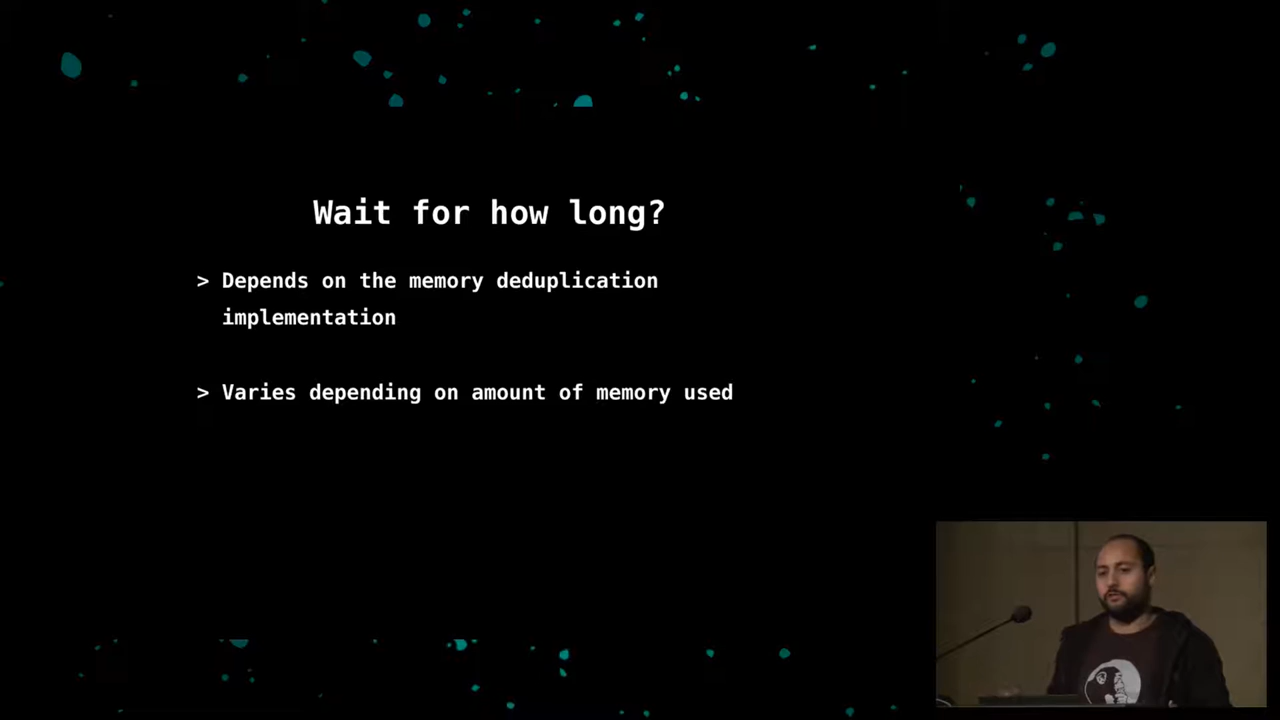 Wait for how long?
> Depends on the memory deduplication
implementation
> Varies depending on amount of memory used